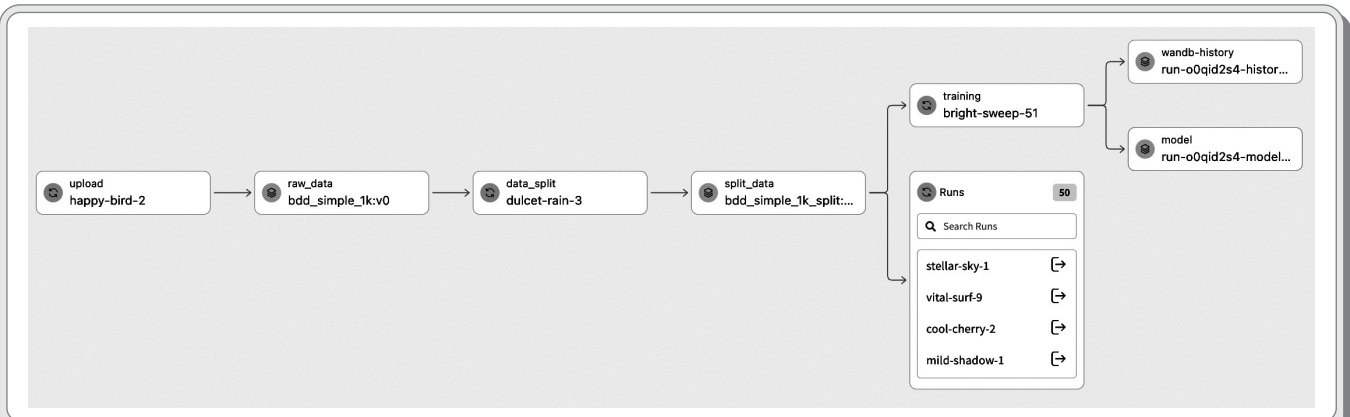 upload
happy-bird-2
raw_data
bdd_simple_1k:v0
data_split
dulcet-rain-3
split_data
bdd_simple_1k_split:...
training
bright-sweep-51
wandb-history
run-o0qid2s4-histor...
model
run-o0qid2s4-model...
Runs 50
Search Runs
stellar-sky-1
vital-surf-9
cool-cherry-2
mild-shadow-1